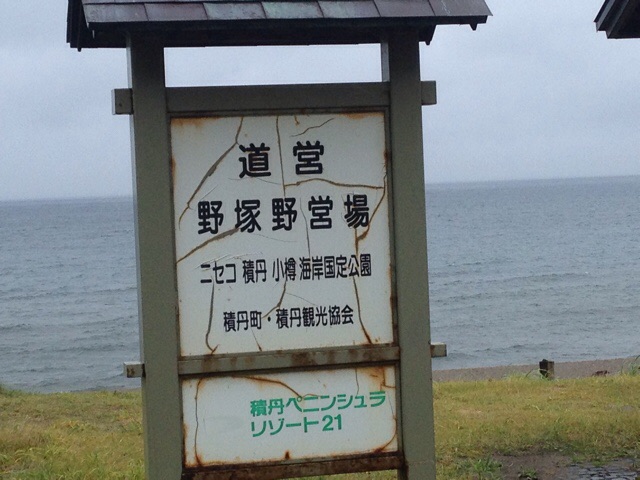 道営
野塚野営場
ニセコ 積丹 小樽 海岸国定公園
積丹町・積丹観光協会
積丹ペニンシュラ
リゾート21